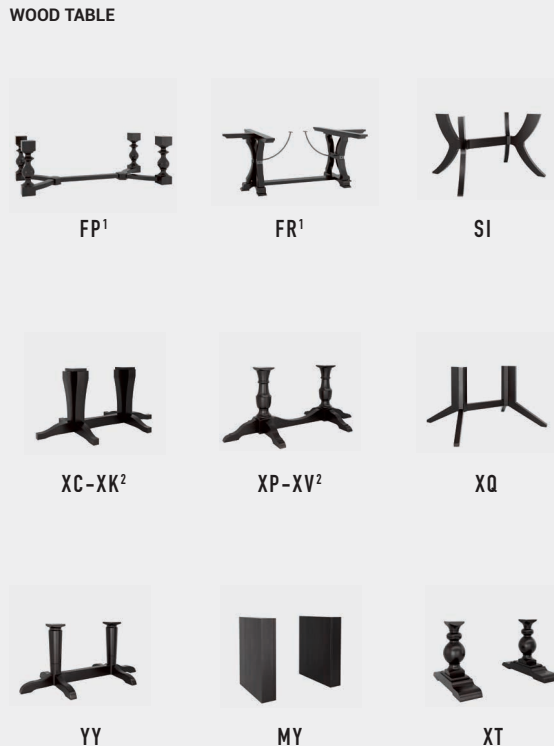 WOOD TABLE
FP¹ FR¹ SI
XC-XK² XP-XV² XQ
YY MY XT